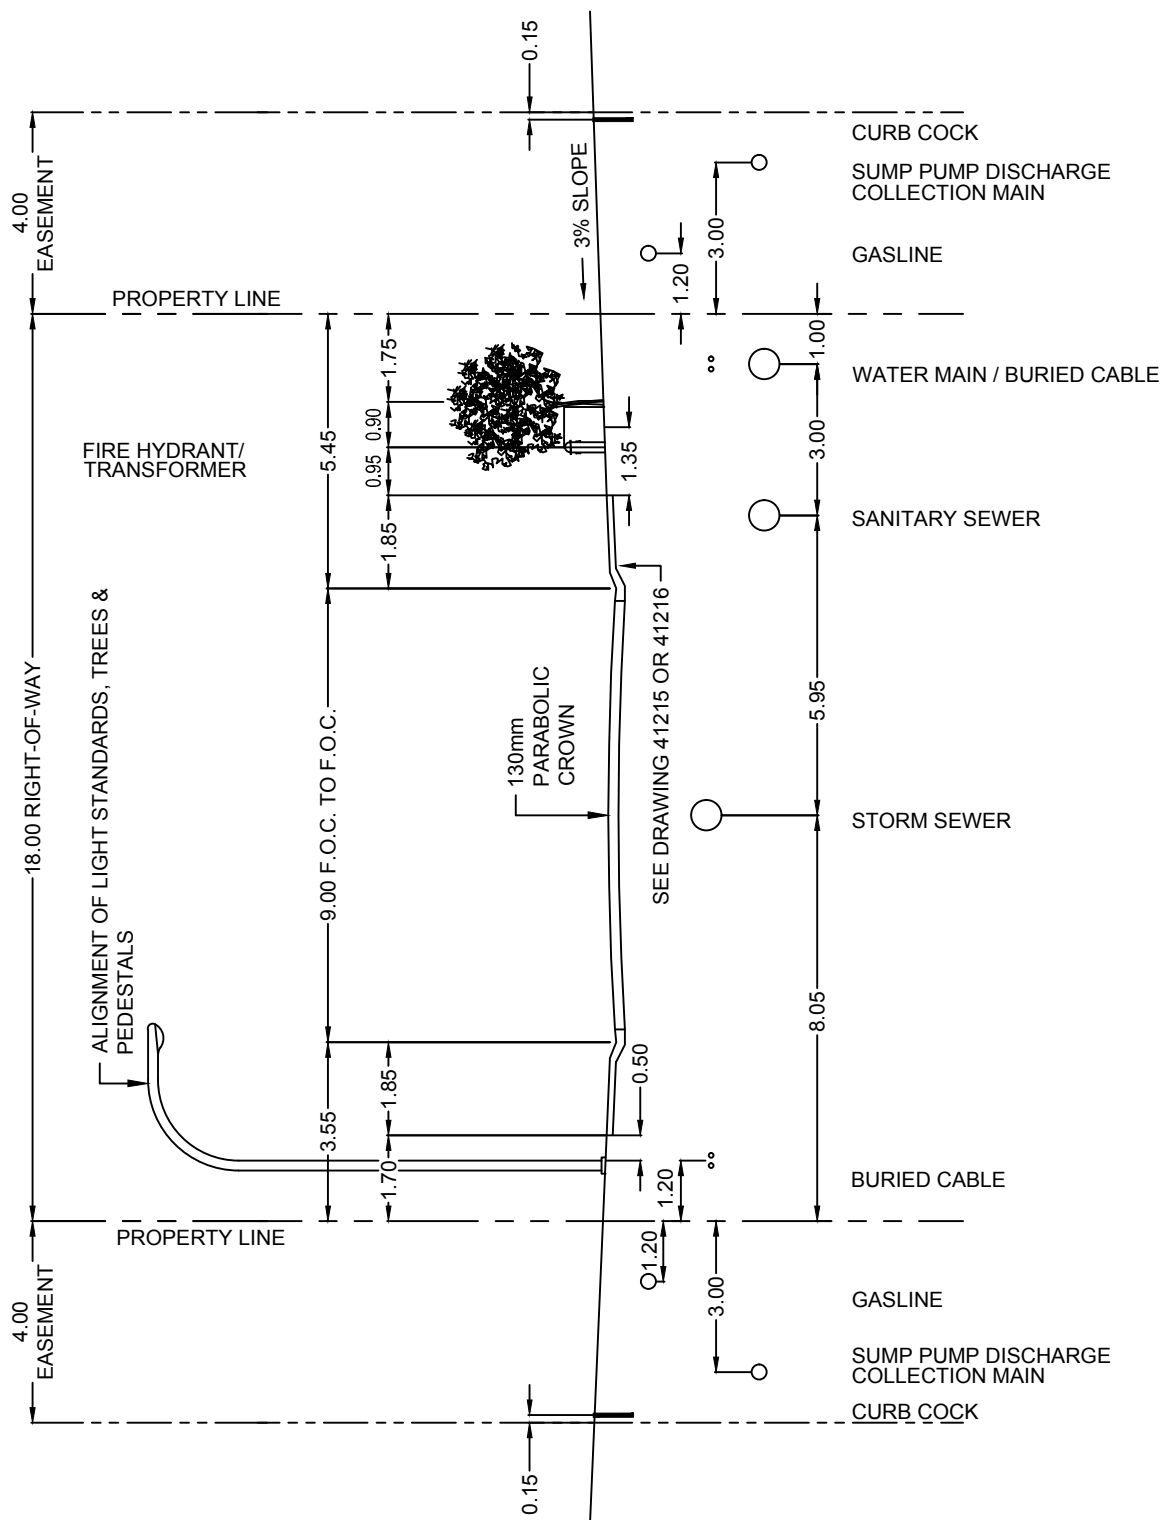 0.15
CURB COCK
4.00
EASEMENT
SUMP PUMP DISCHARGE
COLLECTION MAIN
3% SLOPE
3.00
GASLINE
1.20
PROPERTY LINE
1.00
1.75
WATER MAIN / BURIED CABLE
0.90
FIRE HYDRANT/
TRANSFORMER
5.45
0.95
1.35
3.00
SANITARY SEWER
1.85
ALIGNMENT OF LIGHT STANDARDS, TREES &
PEDESTALS
18.00 RIGHT-OF-WAY
9.00 F.O.C. TO F.O.C.
130mm
PARABOLIC
CROWN
SEE DRAWING 41215 OR 41216
5.95
STORM SEWER
8.05
0.50
1.85
3.55
1.70
1.20
BURIED CABLE
PROPERTY LINE
1.20
4.00
EASEMENT
3.00
GASLINE
SUMP PUMP DISCHARGE
COLLECTION MAIN
CURB COCK
0.15